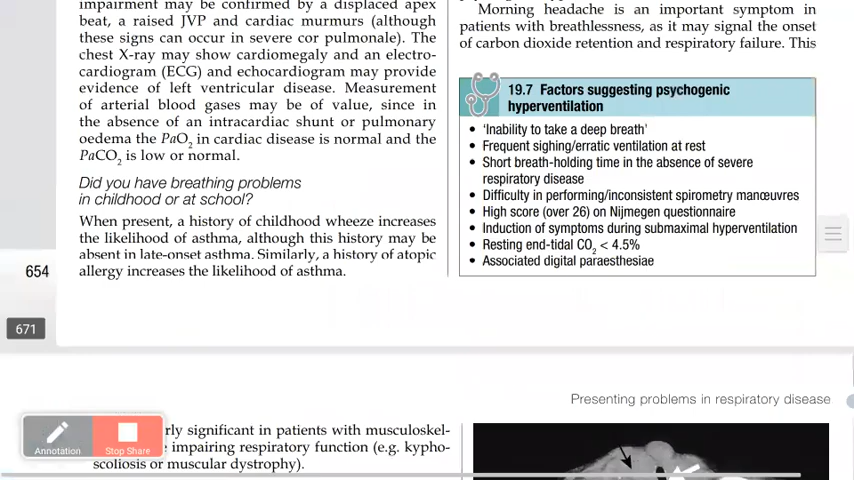 impairment may be confirmed by a displaced apex
beat, a raised JVP and cardiac murmurs (although
these signs can occur in severe cor pulmonale). The
chest X-ray may show cardiomegaly and an electro-
cardiogram (ECG) and echocardiogram may provide
evidence of left ventricular disease. Measurement
of arterial blood gases may be of value, since in
the absence of an intracardiac shunt or pulmonary
oedema the PaO2 in cardiac disease is normal and the
PaCO2 is low or normal.
Did you have breathing problems
in childhood or at school?
When present, a history of childhood wheeze increases
the likelihood of asthma, although this history may be
absent in late-onset asthma. Similarly, a history of atopic
allergy increases the likelihood of asthma.
654
671
Morning headache is an important symptom in
patients with breathlessness, as it may signal the onset
of carbon dioxide retention and respiratory failure. This
19.7 Factors suggesting psychogenic
hyperventilation
• 'Inability to take a deep breath'
• Frequent sighing/erratic ventilation at rest
• Short breath-holding time in the absence of severe
respiratory disease
• Difficulty in performing/inconsistent spirometry manœuvres
• High score (over 26) on Nijmegen questionnaire
• Induction of symptoms during submaximal hyperventilation
• Resting end-tidal CO2 < 4.5%
• Associated digital paraesthesiae
Presenting problems in respiratory disease
rly significant in patients with musculoskel-
e impairing respiratory function (e.g. kypho-
scoliosis or muscular dystrophy).
Annotation
Stop Share